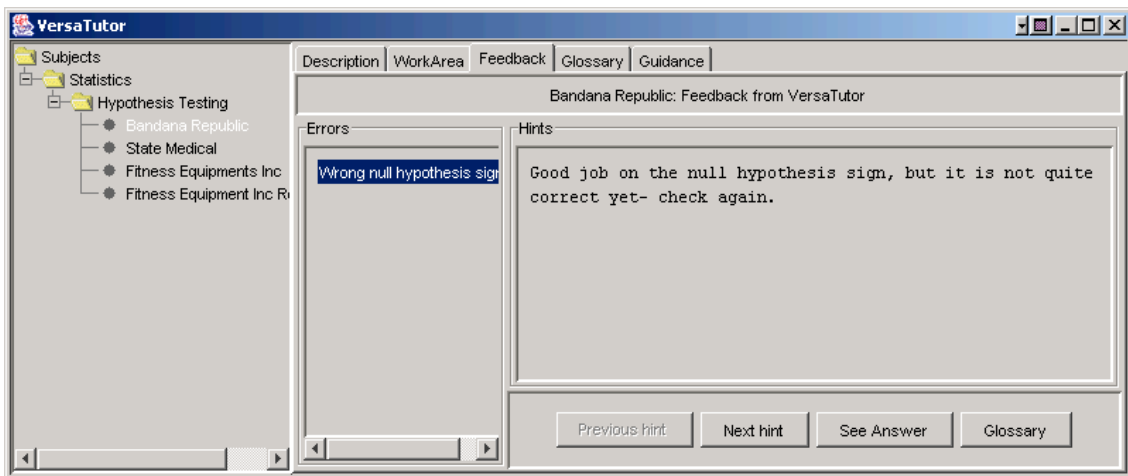 VersaTutor
Subjects
Statistics
Hypothesis Testing
Bandana Republic
State Medical
Fitness Equipments Inc
Fitness Equipment Inc R
Description WorkArea Feedback Glossary Guidance
Bandana Republic: Feedback from VersaTutor
Errors
Wrong null hypothesis sign
Hints
Good job on the null hypothesis sign, but it is not quite
correct yet- check again.
Previous hint Next hint See Answer Glossary